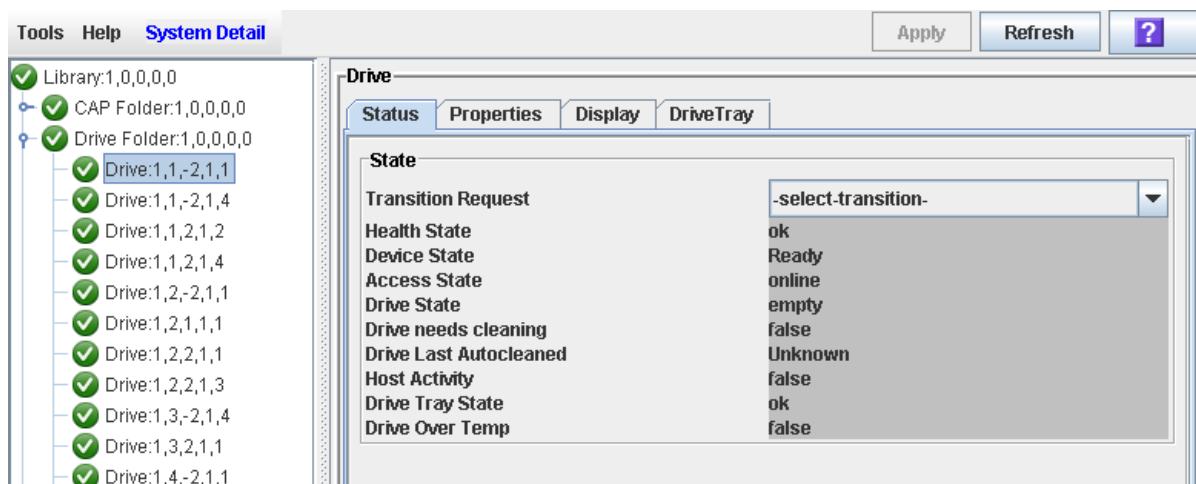 Tools Help System Detail Apply Refresh ?
Library:1,0,0,0,0
CAP Folder:1,0,0,0,0
Drive Folder:1,0,0,0,0
Drive:1,1,-2,1,1
Drive:1,1,-2,1,4
Drive:1,1,2,1,2
Drive:1,1,2,1,4
Drive:1,2,-2,1,1
Drive:1,2,1,1,1
Drive:1,2,2,1,1
Drive:1,2,2,1,3
Drive:1,3,-2,1,4
Drive:1,3,2,1,1
Drive:1,4,-2,1,1
Drive
Status Properties Display DriveTray
State
Transition Request -select-transition-
Health State ok
Device State Ready
Access State online
Drive State empty
Drive needs cleaning false
Drive Last Autocleaned Unknown
Host Activity false
Drive Tray State ok
Drive Over Temp false